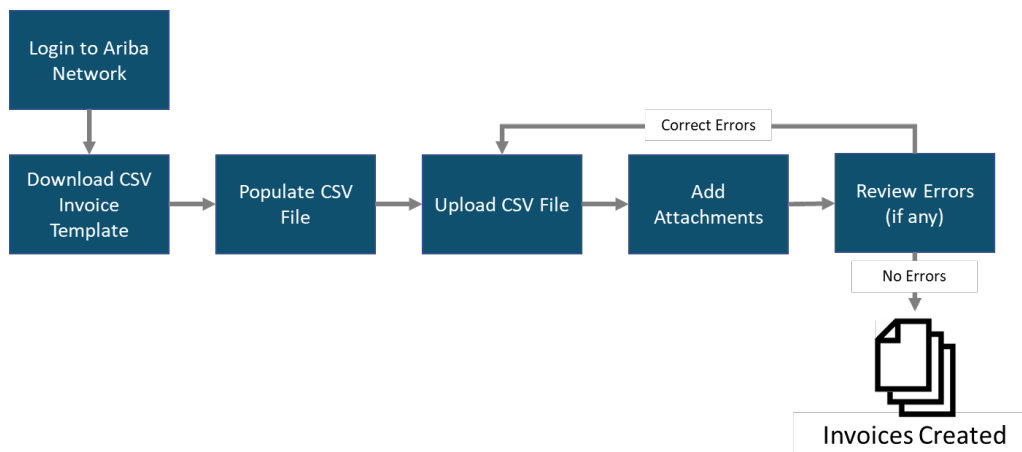 Login to Ariba
Network
Download CSV
Invoice
Template
Populate CSV
File
Upload CSV File
Add
Attachments
Correct Errors
Review Errors
(if any)
No Errors
Invoices Created